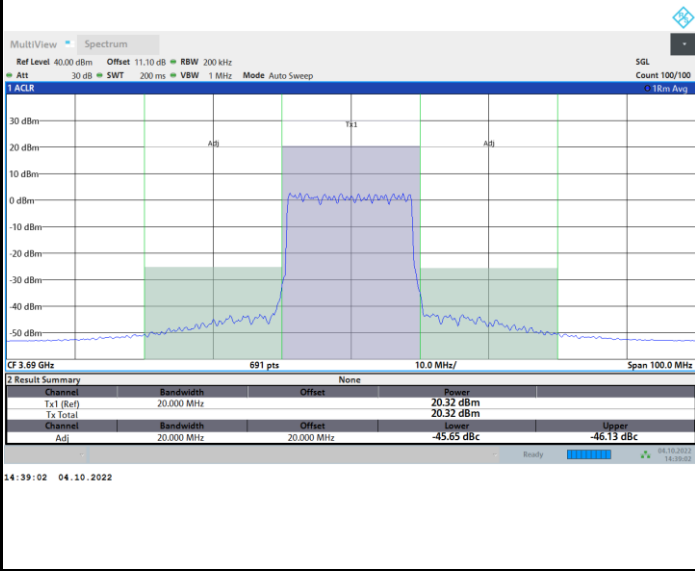 MultiView Spectrum
Ref Level 40.00 dBm Offset 11.10 dB RBW 200 kHz SGL
Att 30 dB SWT 200 ms VBW 1 MHz Mode Auto Sweep Count 100/100
1 ACLR 1Rm Avg
Tx1
30 dBm
Adj Adj
20 dBm
10 dBm
0 dBm
-10 dBm
-20 dBm
-30 dBm
-40 dBm
-50 dBm
CF 3.69 GHz 691 pts 10.0 MHz/ Span 100.0 MHz
2 Result Summary None
Channel Bandwidth Offset Power
Tx1 (Ref) 20.000 MHz 20.32 dBm
Tx Total 20.32 dBm
Channel Bandwidth Offset Lower Upper
Adj 20.000 MHz 20.000 MHz -45.65 dBc -46.13 dBc
Ready 04.10.2022
14:39:02
14:39:02 04.10.2022